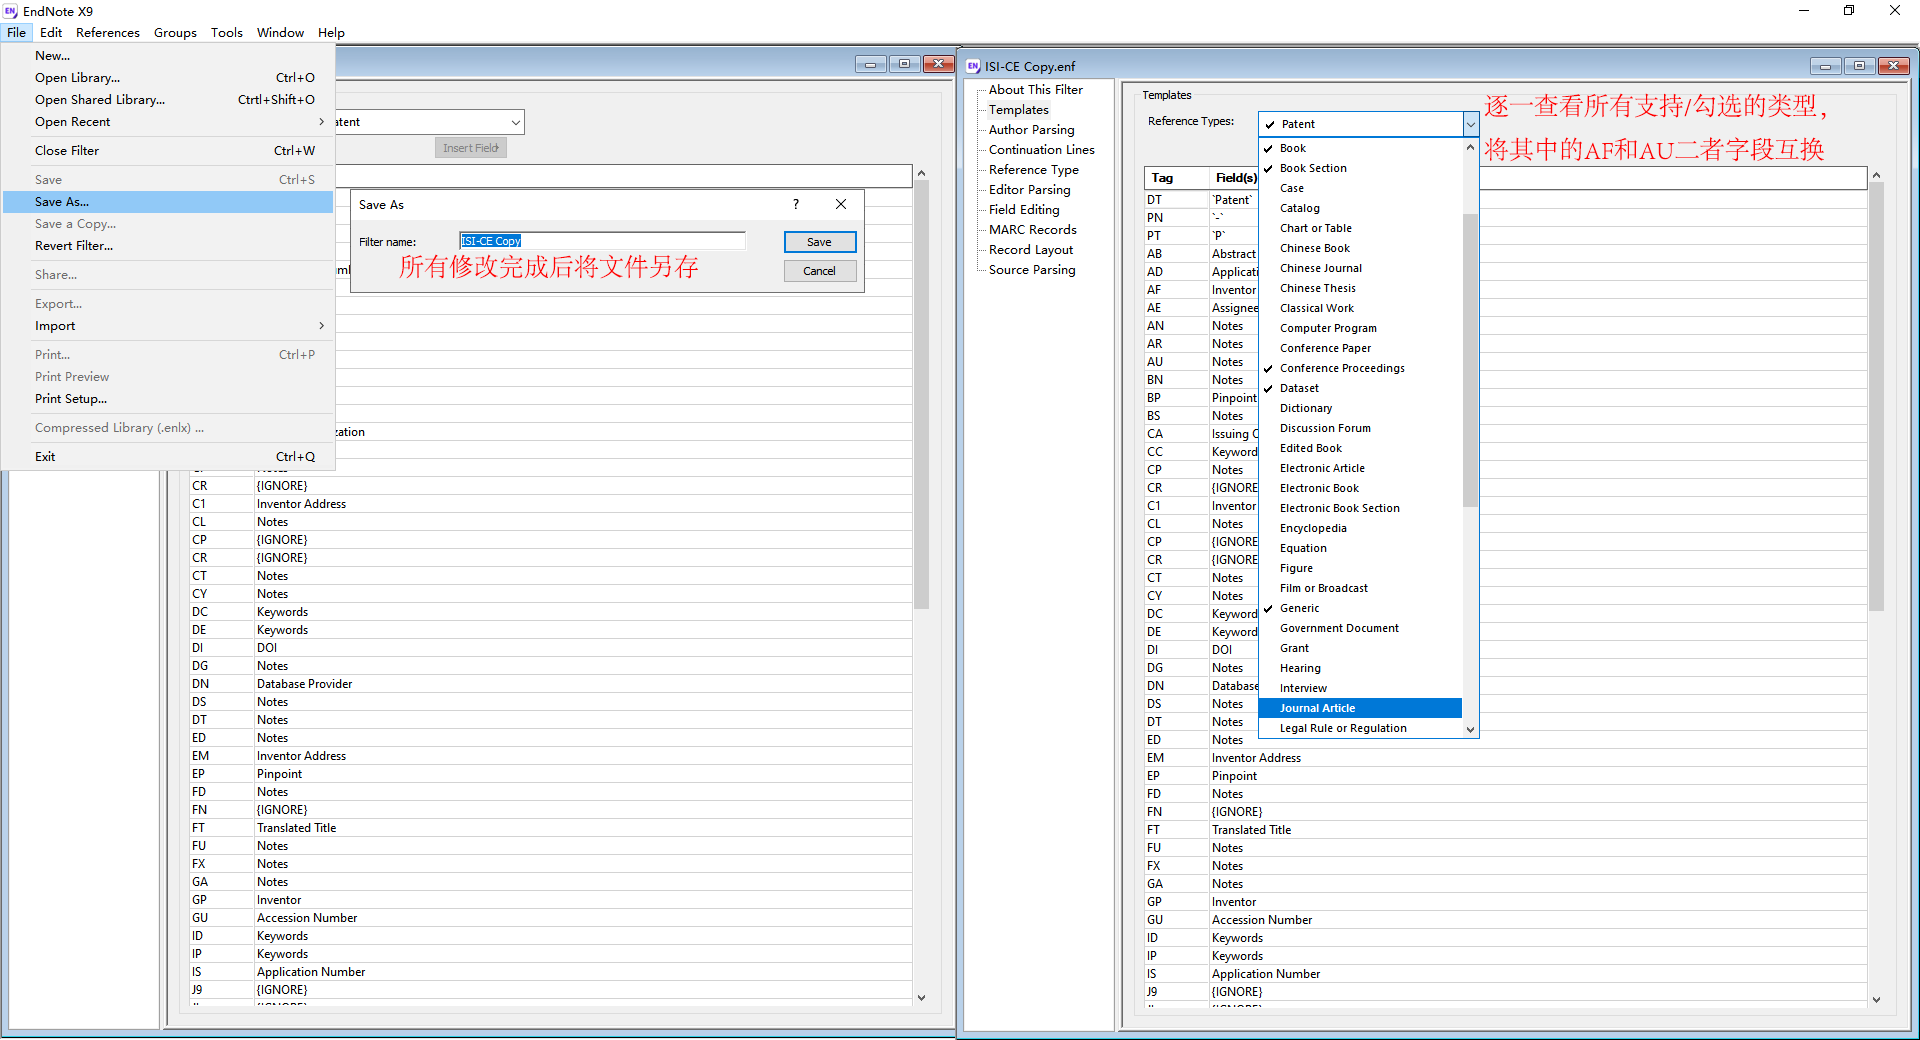 EndNote X9
File Edit References Groups Tools Window Help
New...
Open Library... Ctrl+O
Open Shared Library... Ctrtl+Shift+O
Open Recent
Close Filter Ctrl+W
Save Ctrl+S
Save As...
Save a Copy...
Revert Filter...
Share...
Export...
Import
Print... Ctrl+P
Print Preview
Print Setup...
Compressed Library (.enlx) ...
Exit Ctrl+Q
atent
Insert Field
Save As
?
Filter name: ISI-CE Copy
Save
Cancel
所有修改完成后将文件另存
zation
CR {IGNORE}
C1 Inventor Address
CL Notes
CP {IGNORE}
CR {IGNORE}
CT Notes
CY Notes
DC Keywords
DE Keywords
DI DOI
DG Notes
DN Database Provider
DS Notes
DT Notes
ED Notes
EM Inventor Address
EP Pinpoint
FD Notes
FN {IGNORE}
FT Translated Title
FU Notes
FX Notes
GA Notes
GP Inventor
GU Accession Number
ID Keywords
IP Keywords
IS Application Number
J9 {IGNORE}
ISI-CE Copy.enf
About This Filter
Templates
Author Parsing
Continuation Lines
Reference Type
Editor Parsing
Field Editing
MARC Records
Record Layout
Source Parsing
Templates
Reference Types: Patent
逐一查看所有支持/勾选的类型，
将其中的AF和AU二者字段互换
Book
Book Section
Case
Catalog
Chart or Table
Chinese Book
Chinese Journal
Chinese Thesis
Classical Work
Computer Program
Conference Paper
Conference Proceedings
Dataset
Dictionary
Discussion Forum
Edited Book
Electronic Article
Electronic Book
Electronic Book Section
Encyclopedia
Equation
Figure
Film or Broadcast
Generic
Government Document
Grant
Hearing
Interview
Journal Article
Legal Rule or Regulation
Tag Field(s)
DT `Patent`
PN `-`
PT `P`
AB Abstract
AD Applicati
AF Inventor
AE Assignee
AN Notes
AR Notes
AU Notes
BN Notes
BP Pinpoint
BS Notes
CA Issuing C
CC Keyword
CP Notes
CR {IGNORE
C1 Inventor
CL Notes
CP {IGNORE
CR {IGNORE
CT Notes
CY Notes
DC Keyword
DE Keyword
DI DOI
DG Notes
DN Database
DS Notes
DT Notes
ED Notes
EM Inventor Address
EP Pinpoint
FD Notes
FN {IGNORE}
FT Translated Title
FU Notes
FX Notes
GA Notes
GP Inventor
GU Accession Number
ID Keywords
IP Keywords
IS Application Number
J9 {IGNORE}